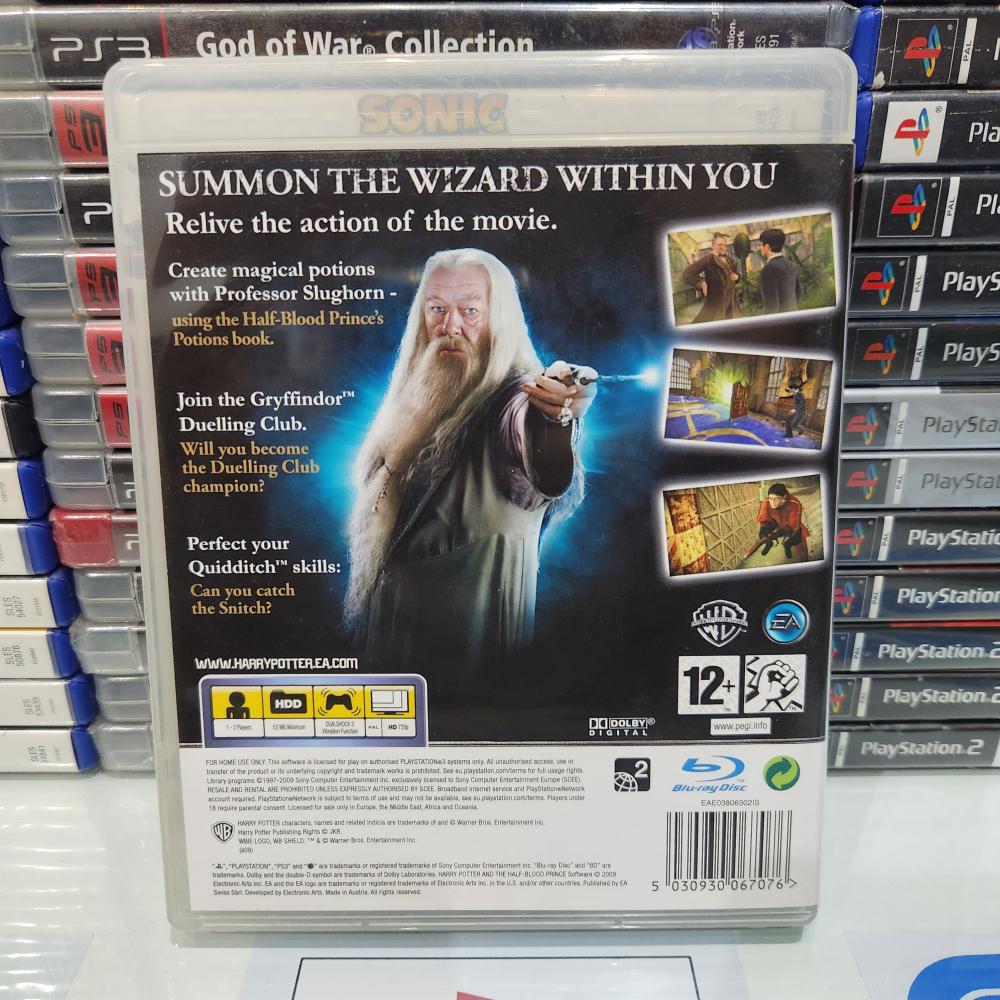 PS3 God of War® Collection
SONIC
SUMMON THE WIZARD WITHIN YOU
Relive the action of the movie.
Create magical potions
with Professor Slughorn -
using the Half-Blood Prince's
Potions book.
Join the Gryffindor™
Duelling Club.
Will you become
the Duelling Club
champion?
Perfect your
Quidditch™ skills:
Can you catch
the Snitch?
WWW.HARRYPOTTER.EA.COM
WB
EA
HDD
1 - 2 Players
52 MB Minimum
DUALSHOCK 3
Vibration Function
PAL
HD 720p
12+
www.pegi.info
DOLBY®
DIGITAL
FOR HOME USE ONLY: This software is licensed for play on authorised PLAYSTATION®3 systems only. All unauthorised access, use or
transfer of the product or its underlying copyright and trademark works is prohibited. See eu.playstation.com/terms for full usage rights.
Library programs ©1997-2009 Sony Computer Entertainment Inc. exclusively licensed to Sony Computer Entertainment Europe (SCEE).
RESALE AND RENTAL ARE PROHIBITED UNLESS EXPRESSLY AUTHORISED BY SCEE. Broadband internet service and PlayStation®Network
account required. PlayStation®Network is subject to terms of use and may not be available, see eu.playstation.com/terms. Players under
18 require parental consent. Licensed for sale only in Europe, the Middle East, Africa and Oceania.
2
Blu-ray Disc™
EAE03806302IS
WB
HARRY POTTER characters, names and related indicia are trademarks of and © Warner Bros. Entertainment Inc.
Harry Potter Publishing Rights © JKR.
WBIE LOGO, WB SHIELD: ™ & © Warner Bros. Entertainment Inc.
(s09)
", "PLAYSTATION", "PS3" and " " are trademarks or registered trademarks of Sony Computer Entertainment Inc. "Blu-ray Disc" and "BD" are
trademarks. Dolby and the double-D symbol are trademarks of Dolby Laboratories. HARRY POTTER AND THE HALF-BLOOD PRINCE Software © 2009
Electronic Arts Inc. EA and the EA logo are trademarks or registered trademarks of Electronic Arts Inc. in the U.S. and/or other countries. Published by EA
Swiss Sàrl. Developed by Electronic Arts. Made in Austria. All rights reserved.
5 030930 067076 >
PlayStation
PlayStation.2
PlayStation.2
PlayStation.2